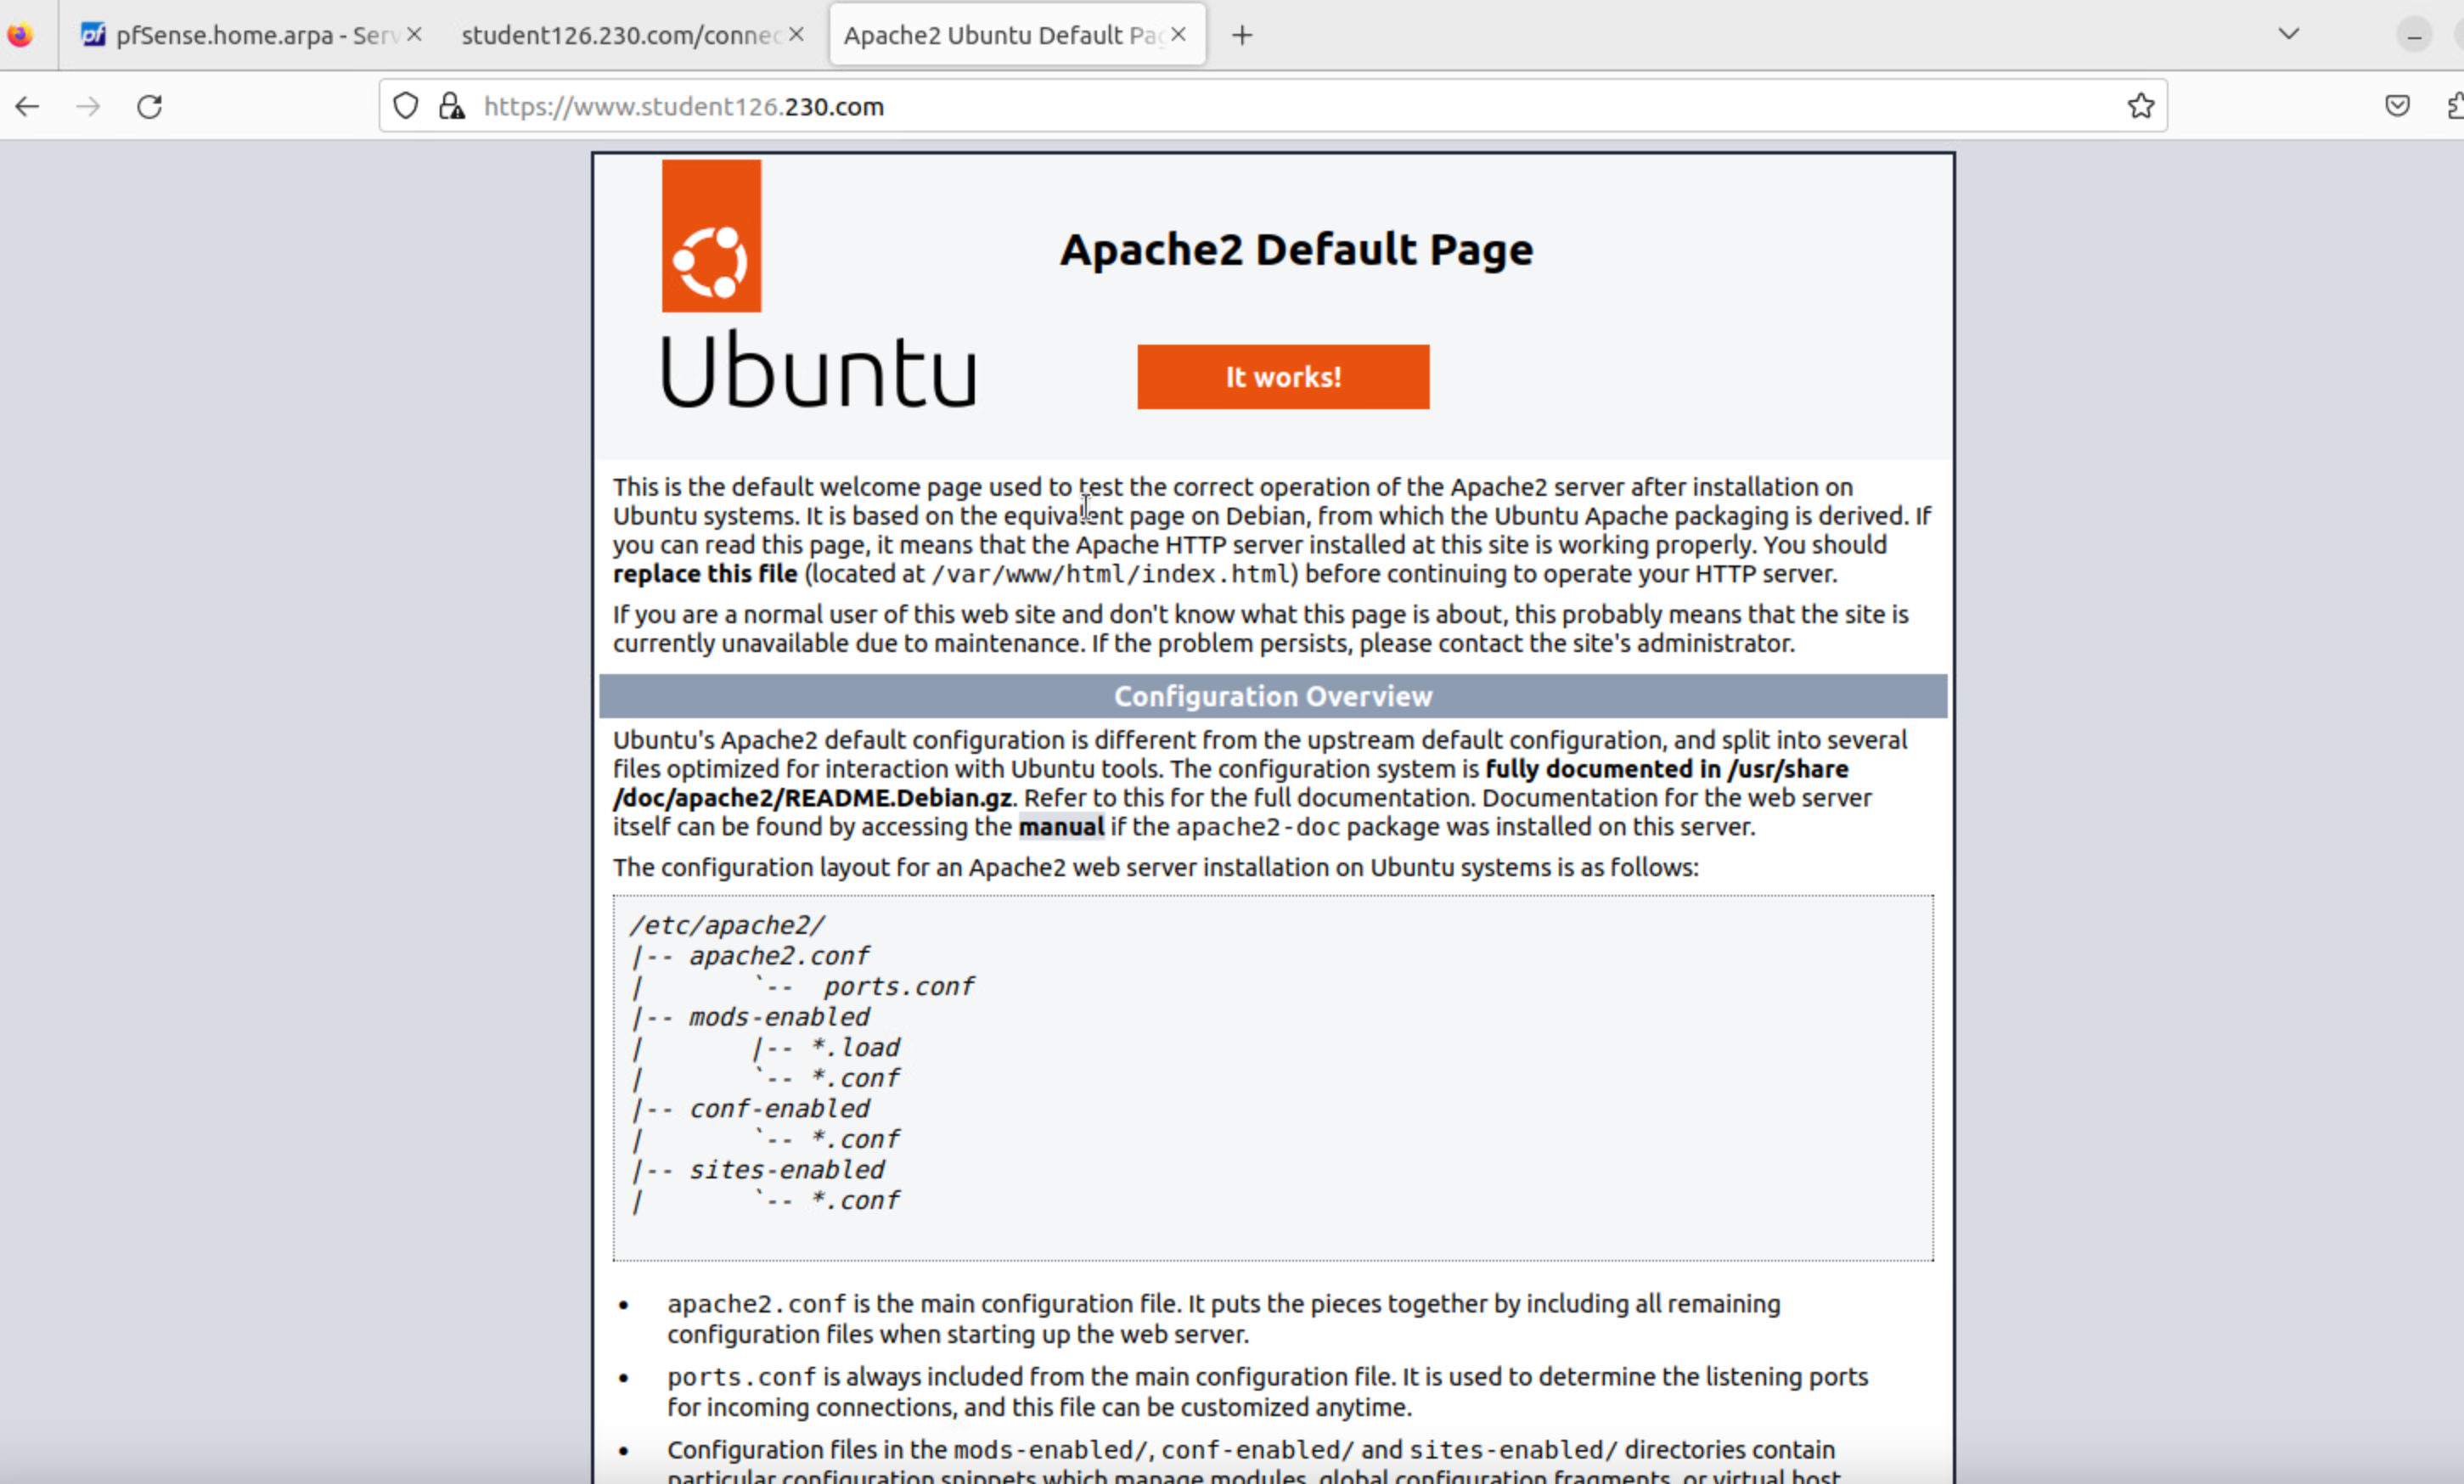 pfSense.home.arpa - Serv
student126.230.com/connec
Apache2 Ubuntu Default Pag
https://www.student126.230.com
Apache2 Default Page
Ubuntu
It works!
This is the default welcome page used to test the correct operation of the Apache2 server after installation on
Ubuntu systems. It is based on the equivalent page on Debian, from which the Ubuntu Apache packaging is derived. If
you can read this page, it means that the Apache HTTP server installed at this site is working properly. You should
replace this file (located at /var/www/html/index.html) before continuing to operate your HTTP server.
If you are a normal user of this web site and don't know what this page is about, this probably means that the site is
currently unavailable due to maintenance. If the problem persists, please contact the site's administrator.
Configuration Overview
Ubuntu's Apache2 default configuration is different from the upstream default configuration, and split into several
files optimized for interaction with Ubuntu tools. The configuration system is fully documented in /usr/share
/doc/apache2/README.Debian.gz. Refer to this for the full documentation. Documentation for the web server
itself can be found by accessing the manual if the apache2-doc package was installed on this server.
The configuration layout for an Apache2 web server installation on Ubuntu systems is as follows:
/etc/apache2/
|-- apache2.conf
|       `--  ports.conf
|-- mods-enabled
|       |-- *.load
|       `-- *.conf
|-- conf-enabled
|       `-- *.conf
|-- sites-enabled
|       `-- *.conf
• apache2.conf is the main configuration file. It puts the pieces together by including all remaining
configuration files when starting up the web server.
• ports.conf is always included from the main configuration file. It is used to determine the listening ports
for incoming connections, and this file can be customized anytime.
• Configuration files in the mods-enabled/, conf-enabled/ and sites-enabled/ directories contain
particular configuration snippets which manage modules, global configuration fragments, or virtual host